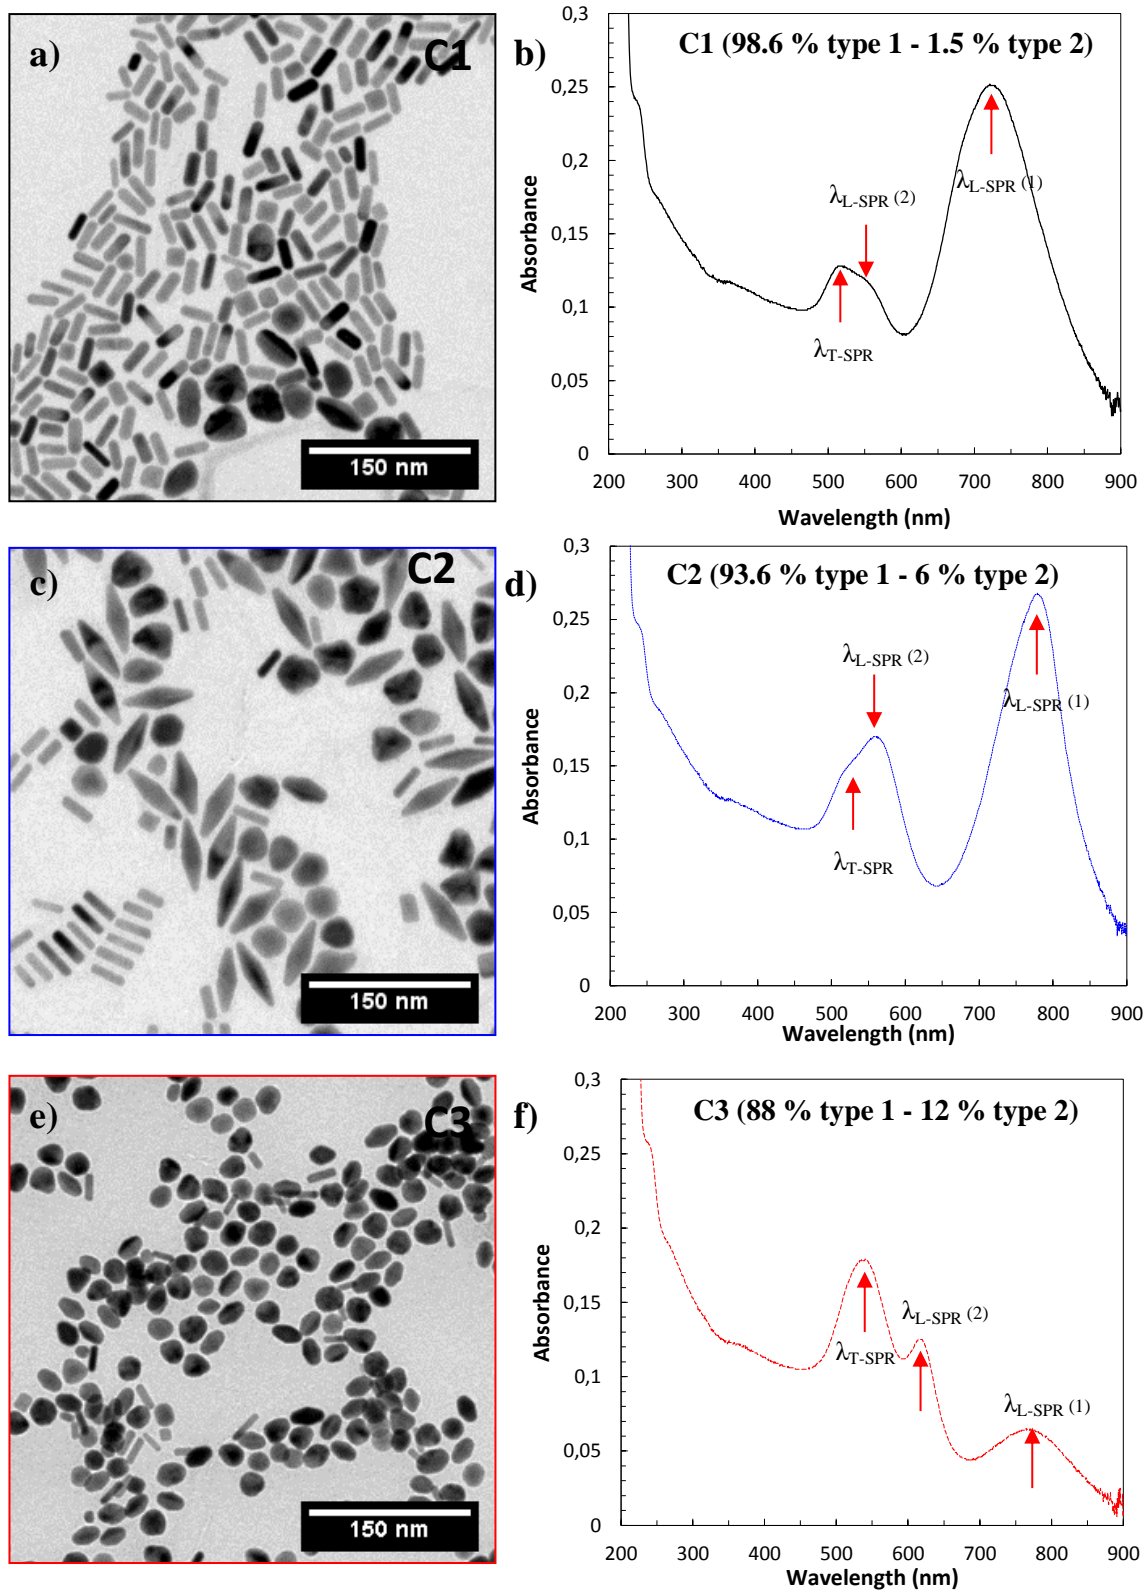 a)
C1
150 nm
b)
C1 (98.6 % type 1 - 1.5 % type 2)
0,3
0,25
0,2
0,15
0,1
0,05
0
Absorbance
λL-SPR (2)
λL-SPR (1)
λT-SPR
200 300 400 500 600 700 800 900
Wavelength (nm)
c)
C2
150 nm
d)
C2 (93.6 % type 1 - 6 % type 2)
0,3
0,25
0,2
0,15
0,1
0,05
0
Absorbance
λL-SPR (2)
λL-SPR (1)
λT-SPR
200 300 400 500 600 700 800 900
Wavelength (nm)
e)
C3
150 nm
f)
C3 (88 % type 1 - 12 % type 2)
0,3
0,25
0,2
0,15
0,1
0,05
0
Absorbance
λL-SPR (2)
λT-SPR
λL-SPR (1)
200 300 400 500 600 700 800 900
Wavelength (nm)